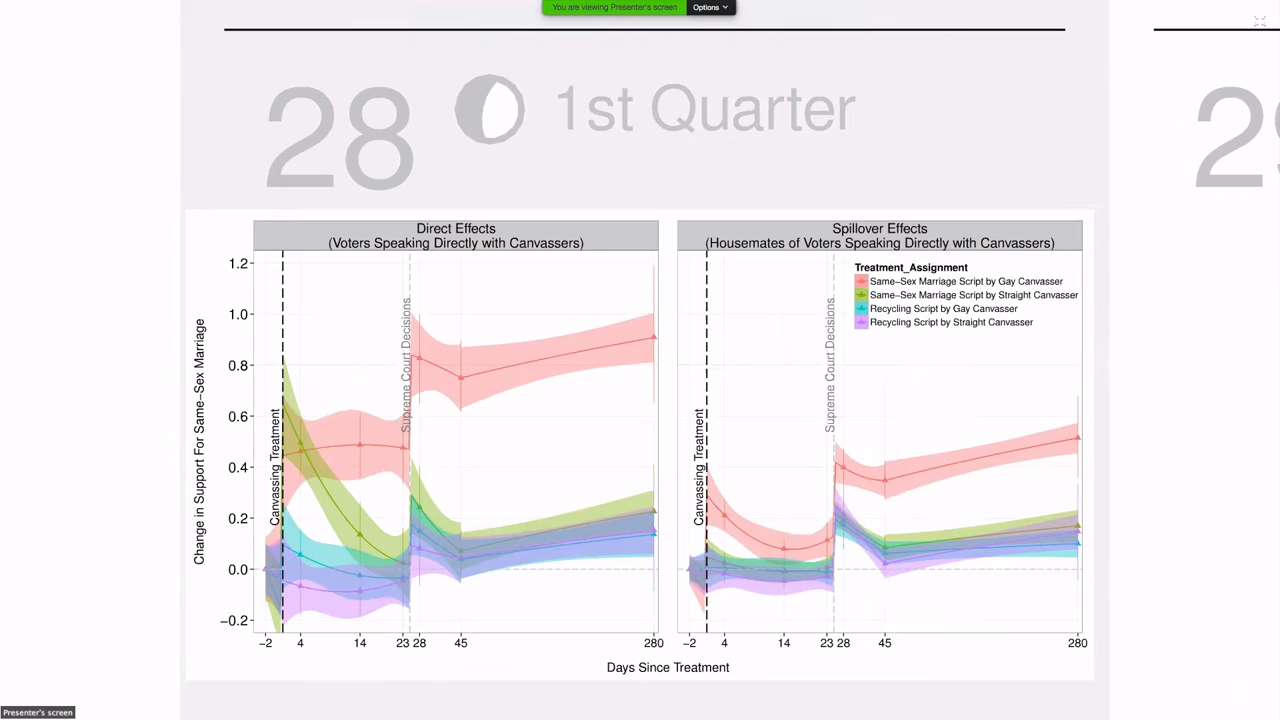 You are viewing Presenter's screen Options
28 1st Quarter
Direct Effects
(Voters Speaking Directly with Canvassers)
Spillover Effects
(Housemates of Voters Speaking Directly with Canvassers)
Change in Support For Same−Sex Marriage
1.2
1.0
0.8
0.6
0.4
0.2
0.0
−0.2
Canvassing Treatment
Supreme Court Decisions
Canvassing Treatment
Supreme Court Decisions
Treatment_Assignment
Same−Sex Marriage Script by Gay Canvasser
Same−Sex Marriage Script by Straight Canvasser
Recycling Script by Gay Canvasser
Recycling Script by Straight Canvasser
−2 4 14 23 28 45 280
−2 4 14 23 28 45 280
Days Since Treatment
Presenter's screen